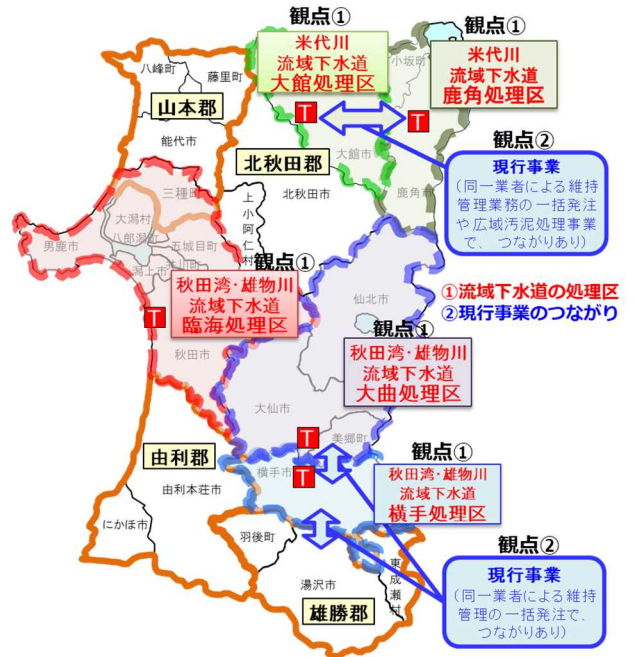 観点①
米代川
流域下水道
大館処理区
観点①
米代川
流域下水道
鹿角処理区
八峰町
藤里町
小坂町
山本郡
T
T
能代市
大館市
北秋田郡
北秋田市
鹿角市
観点②
現行事業
(同一業者による維持
管理業務の一括発注
や広域汚泥処理事業
で、つながりあり)
三種町
大潟村
八郎潟町
五城目町
井川町
潟上市
男鹿市
上小阿仁村
観点①
秋田湾・雄物川
流域下水道
臨海処理区
T
秋田市
仙北市
①流域下水道の処理区
②現行事業のつながり
観点①
秋田湾・雄物川
流域下水道
大曲処理区
大仙市
T
美郷町
由利郡
横手市
T
観点①
秋田湾・雄物川
流域下水道
横手処理区
由利本荘市
にかほ市
羽後町
湯沢市
東成瀬村
雄勝郡
観点②
現行事業
(同一業者による維持
管理の一括発注で、
つながりあり)